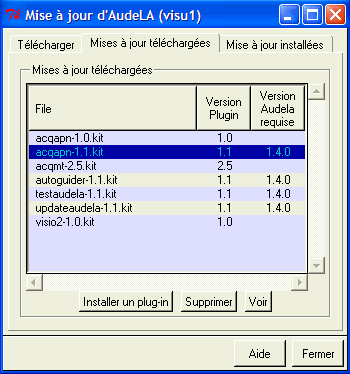 Mise à jour d'AudeLA (visu1)
Télécharger Mises à jour téléchargées Mise à jour installées
Mises à jour téléchargées
File Version Plugin Version Audela requise
acqapn-1.0.kit 1.0
acqapn-1.1.kit 1.1 1.4.0
acqmt-2.5.kit 2.5
autoguider-1.1.kit 1.1 1.4.0
testaudela-1.1.kit 1.1 1.4.0
updateaudela-1.1.kit 1.1 1.4.0
visio2-1.0.kit 1.0
Installer un plug-in Supprimer Voir
Aide Fermer